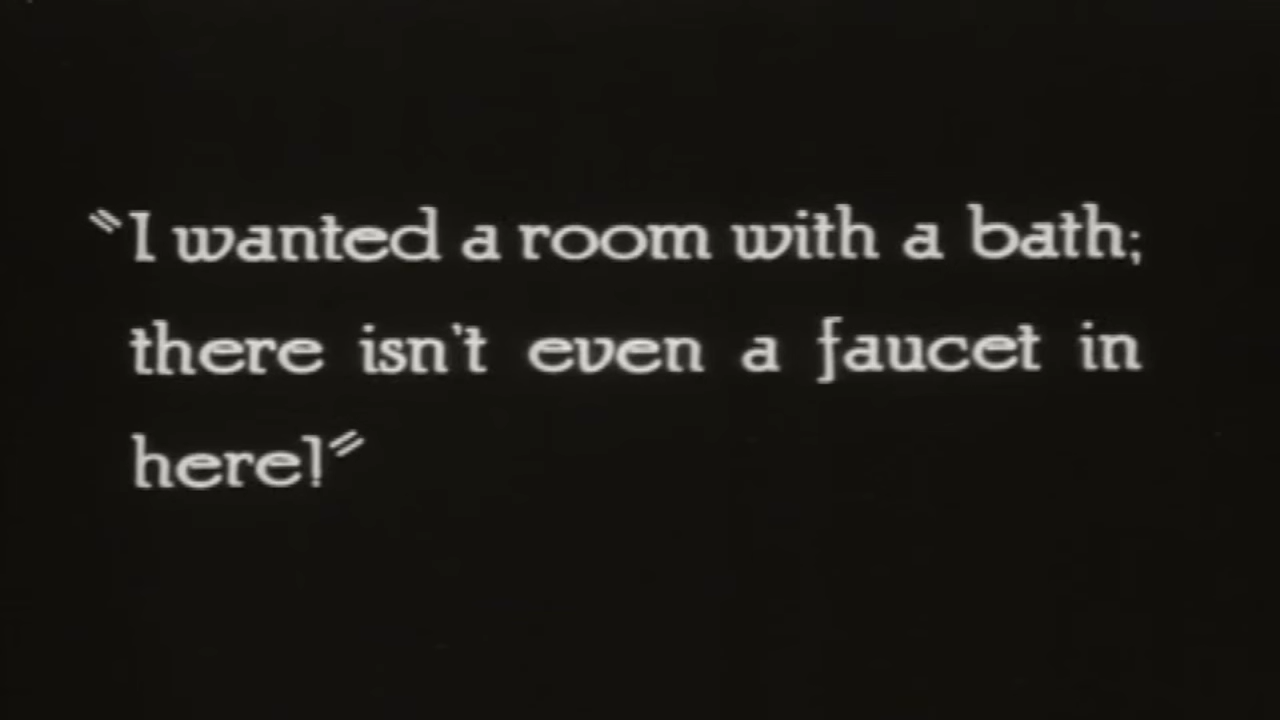 "I wanted a room with a bath;
there isn't even a faucet in
here!"